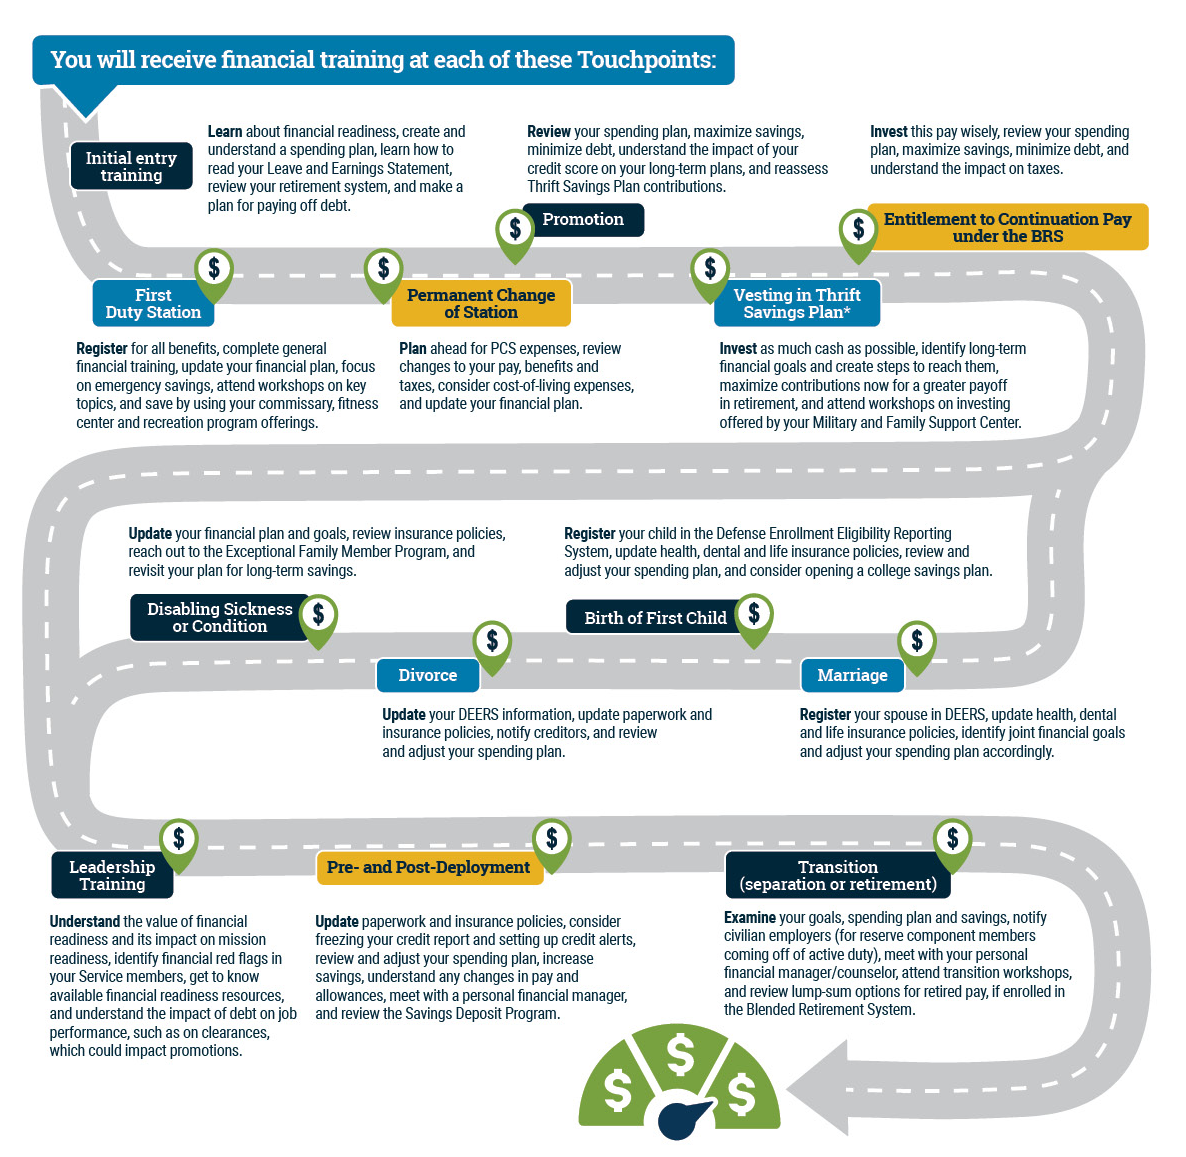 You will receive financial training at each of these Touchpoints:
Initial entry
training
Learn about financial readiness, create and
understand a spending plan, learn how to
read your Leave and Earnings Statement,
review your retirement system, and make a
plan for paying off debt.
$
First
Duty Station
Register for all benefits, complete general
financial training, update your financial plan, focus
on emergency savings, attend workshops on key
topics, and save by using your commissary, fitness
center and recreation program offerings.
$
Permanent Change
of Station
Plan ahead for PCS expenses, review
changes to your pay, benefits and
taxes, consider cost-of-living expenses,
and update your financial plan.
Review your spending plan, maximize savings,
minimize debt, understand the impact of your
credit score on your long-term plans, and reassess
Thrift Savings Plan contributions.
$
Promotion
$
Vesting in Thrift
Savings Plan*
Invest as much cash as possible, identify long-term
financial goals and create steps to reach them,
maximize contributions now for a greater payoff
in retirement, and attend workshops on investing
offered by your Military and Family Support Center.
Invest this pay wisely, review your spending
plan, maximize savings, minimize debt, and
understand the impact on taxes.
$
Entitlement to Continuation Pay
under the BRS
Update your financial plan and goals, review insurance policies,
reach out to the Exceptional Family Member Program, and
revisit your plan for long-term savings.
Disabling Sickness
or Condition
$
Divorce
$
Update your DEERS information, update paperwork and
insurance policies, notify creditors, and review
and adjust your spending plan.
Register your child in the Defense Enrollment Eligibility Reporting
System, update health, dental and life insurance policies, review and
adjust your spending plan, and consider opening a college savings plan.
Birth of First Child
$
Marriage
$
Register your spouse in DEERS, update health, dental
and life insurance policies, identify joint financial goals
and adjust your spending plan accordingly.
Leadership
Training
$
Understand the value of financial
readiness and its impact on mission
readiness, identify financial red flags in
your Service members, get to know
available financial readiness resources,
and understand the impact of debt on job
performance, such as on clearances,
which could impact promotions.
Pre- and Post-Deployment
$
Update paperwork and insurance policies, consider
freezing your credit report and setting up credit alerts,
review and adjust your spending plan, increase
savings, understand any changes in pay and
allowances, meet with a personal financial manager,
and review the Savings Deposit Program.
Transition
(separation or retirement)
$
Examine your goals, spending plan and savings, notify
civilian employers (for reserve component members
coming off of active duty), meet with your personal
financial manager/counselor, attend transition workshops,
and review lump-sum options for retired pay, if enrolled in
the Blended Retirement System.
$ $ $